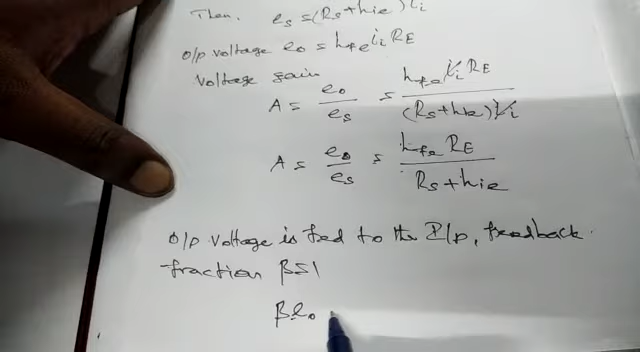 Then. es = (Rs+hie) ii
o/p voltage eo = hfe ii RE
Voltage gain
A = eo/es = hfe ii RE/(Rs+hie) ii
A = eo/es = hfe RE/Rs+hie
o/p voltage is fed to the I/p, feedback
fraction β=1
βeo